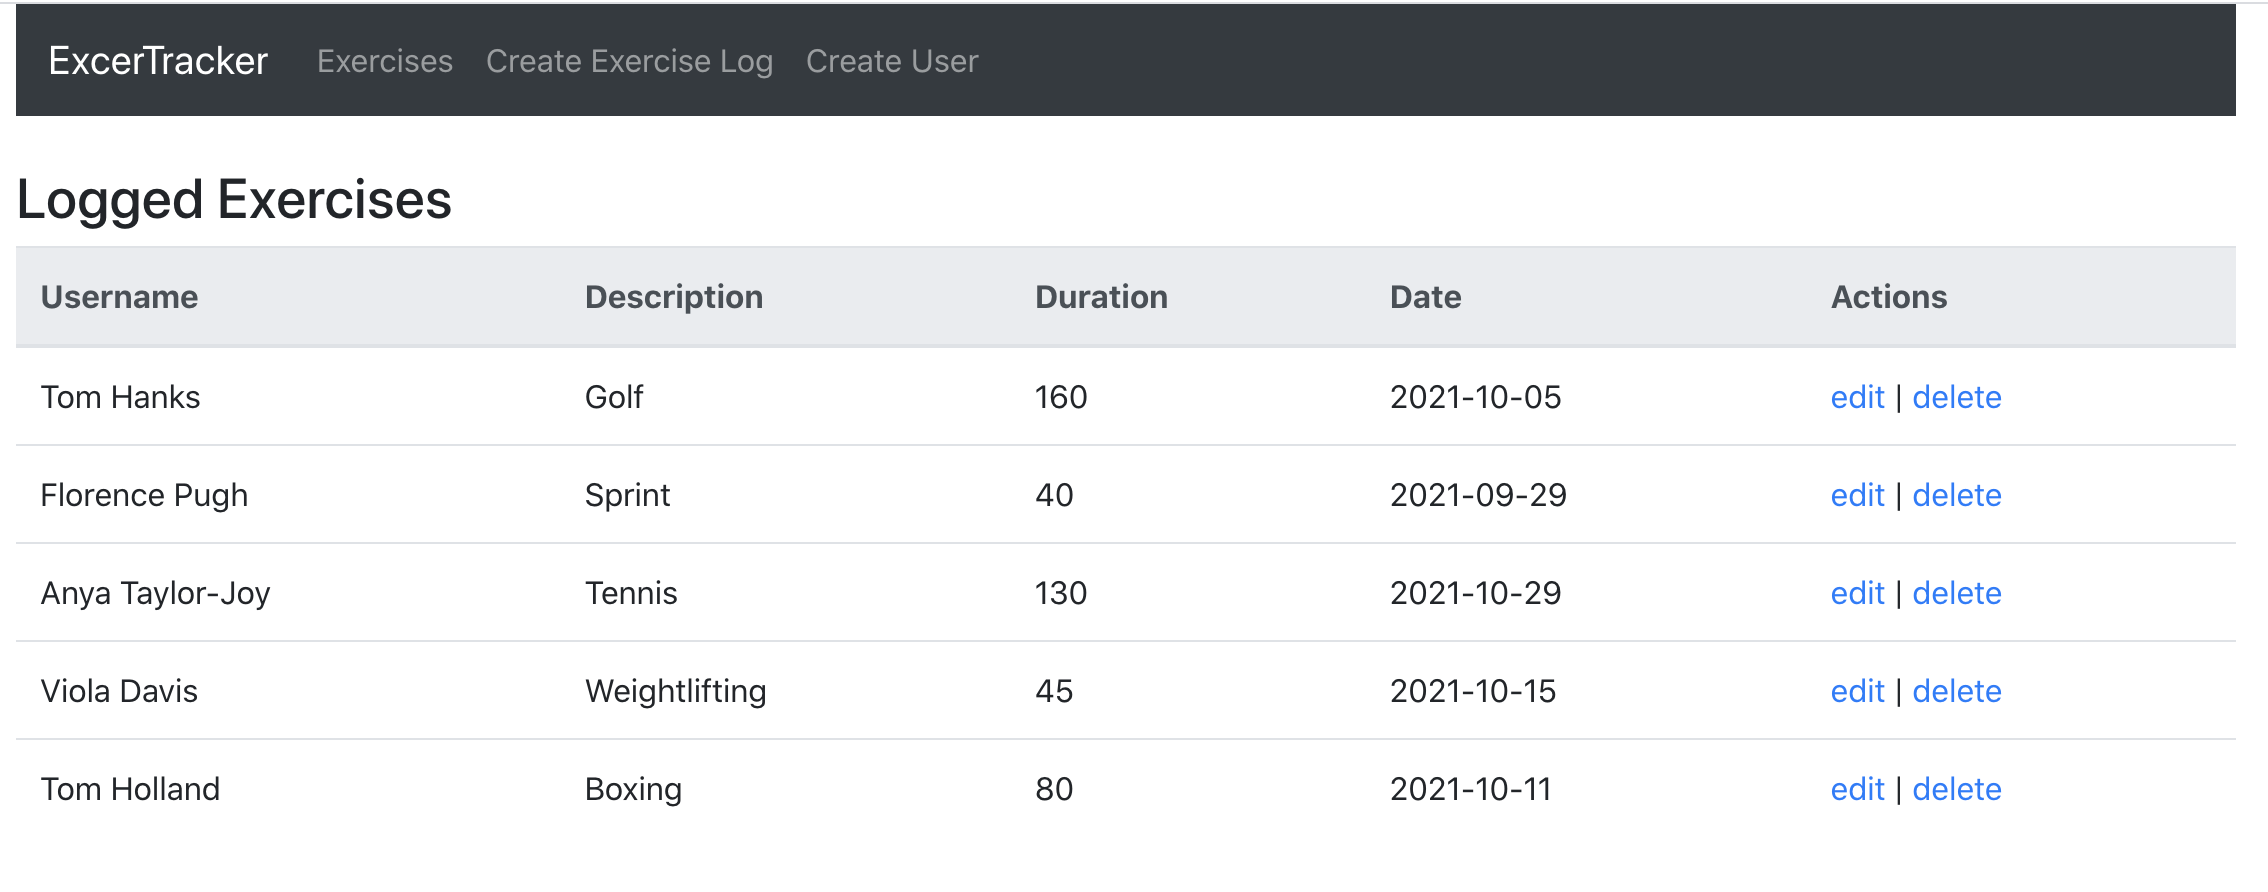 ExcerTracker Exercises Create Exercise Log Create User
Logged Exercises
Username Description Duration Date Actions
Tom Hanks Golf 160 2021-10-05 edit | delete
Florence Pugh Sprint 40 2021-09-29 edit | delete
Anya Taylor-Joy Tennis 130 2021-10-29 edit | delete
Viola Davis Weightlifting 45 2021-10-15 edit | delete
Tom Holland Boxing 80 2021-10-11 edit | delete